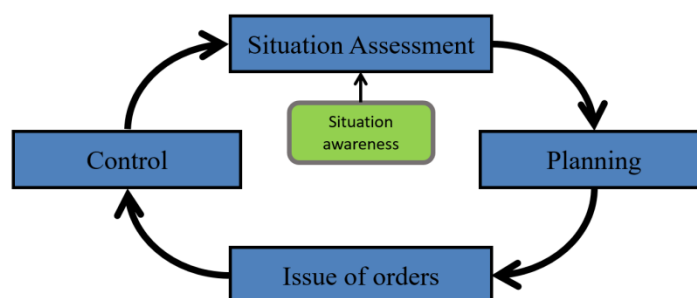 Situation Assessment
Situation
awareness
Control
Planning
Issue of orders